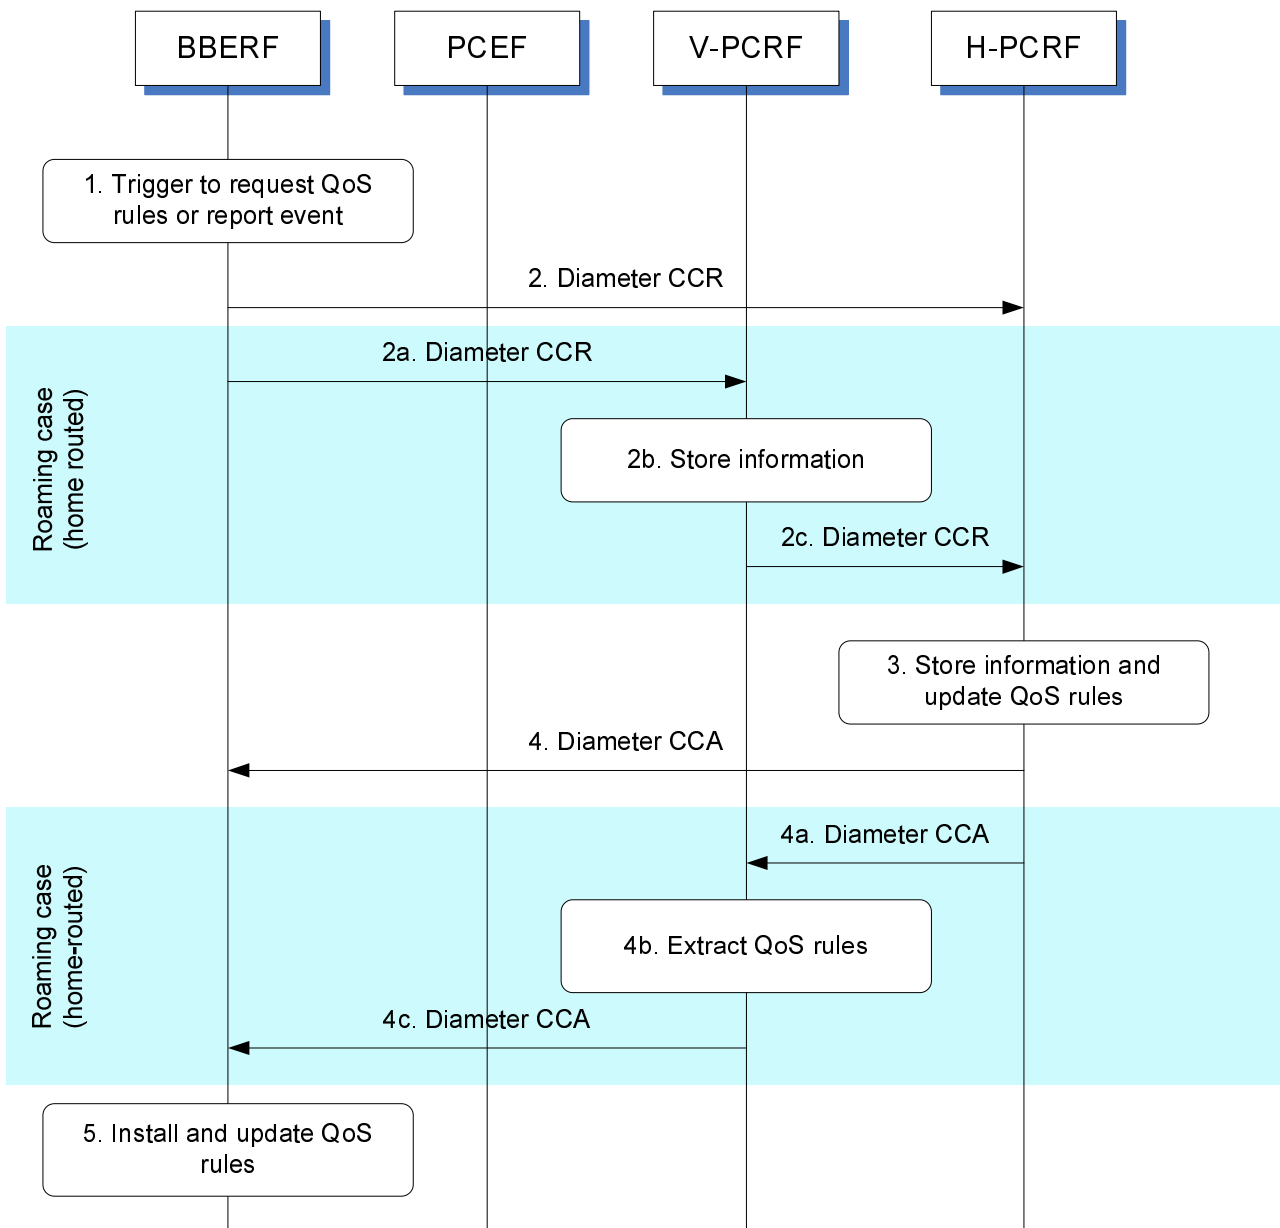 BBERF
PCEF
V-PCRF
H-PCRF
1. Trigger to request QoS
rules or report event
2. Diameter CCR
2a. Diameter CCR
Roaming case
(home routed)
2b. Store information
2c. Diameter CCR
3. Store information and
update QoS rules
4. Diameter CCA
4a. Diameter CCA
Roaming case
(home-routed)
4b. Extract QoS rules
4c. Diameter CCA
5. Install and update QoS
rules